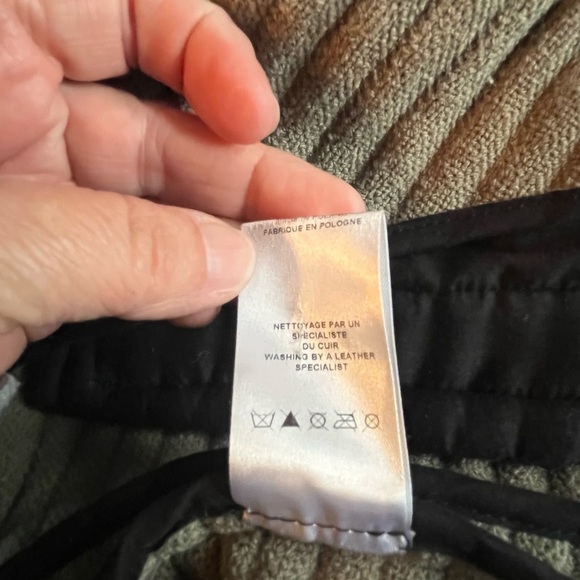 FABRIQUE EN POLOGNE
NETTOYAGE PAR UN
SPECIALISTE
DU CUIR
WASHING BY A LEATHER
SPECIALIST